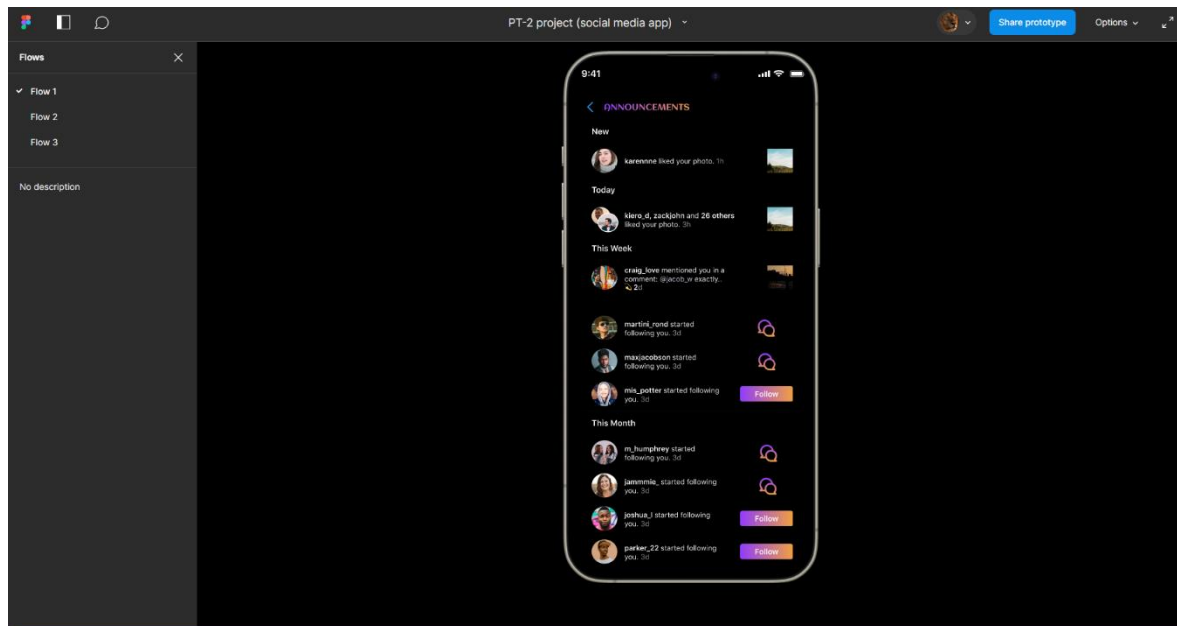 PT-2 project (social media app)
Share prototype
Options
Flows
Flow 1
Flow 2
Flow 3
No description
9:41
ANNOUNCEMENTS
New
karennne liked your photo. 1h
Today
kiero_d, zackjohn and 26 others
liked your photo. 3h
This Week
craig_love mentioned you in a
comment: @jacob_w exactly..
2d
martini_rond started
following you. 3d
maxjacobson started
following you. 3d
mis_potter started following
you. 3d
Follow
This Month
m_humphrey started
following you. 3d
jammmie_ started following
you. 3d
joshua_l started following
you. 3d
Follow
parker_22 started following
you. 3d
Follow